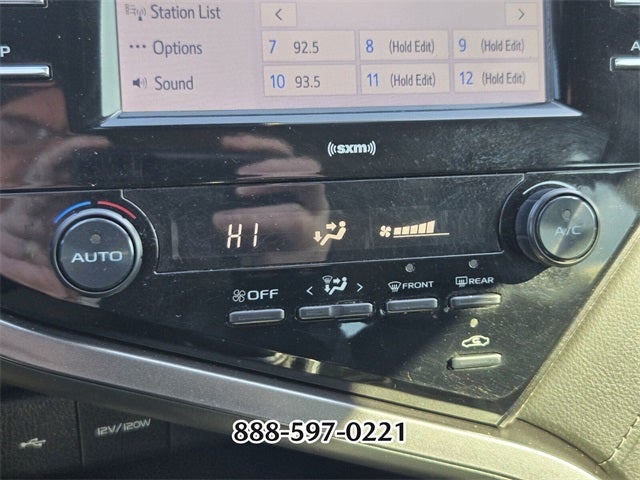 Station List
< >
••• Options
7 92.5 8 (Hold Edit) 9 (Hold Edit)
Sound
10 93.5 11 (Hold Edit) 12 (Hold Edit)
((SXM))
HI
AUTO
A/C
OFF
< >
FRONT
REAR
12V/120W
888-597-0221